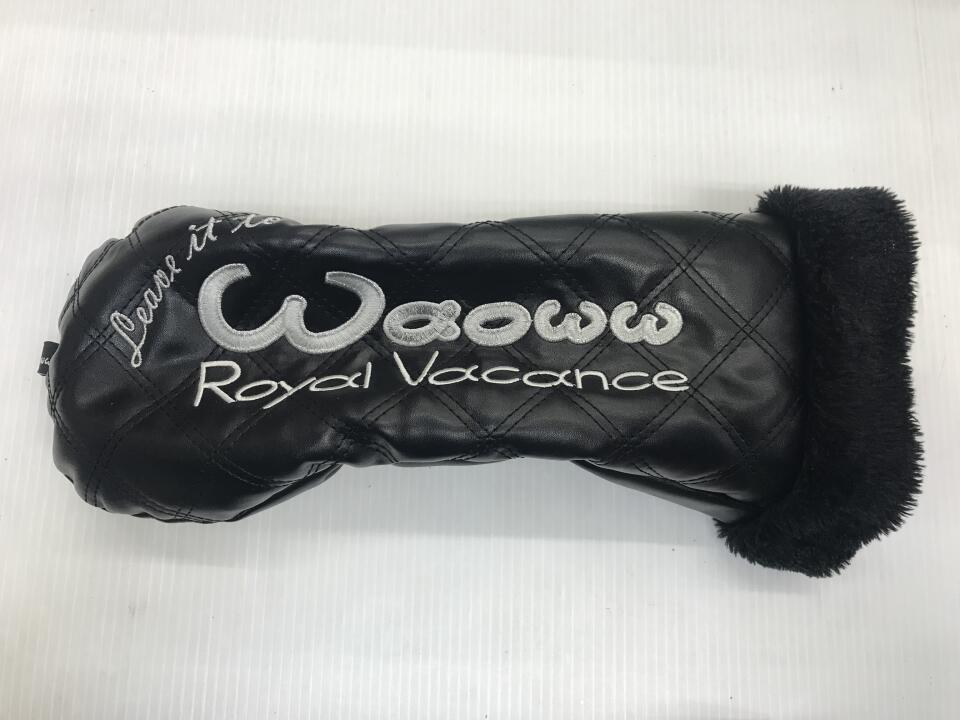 Leave it to
Waoww
Royal Vacance